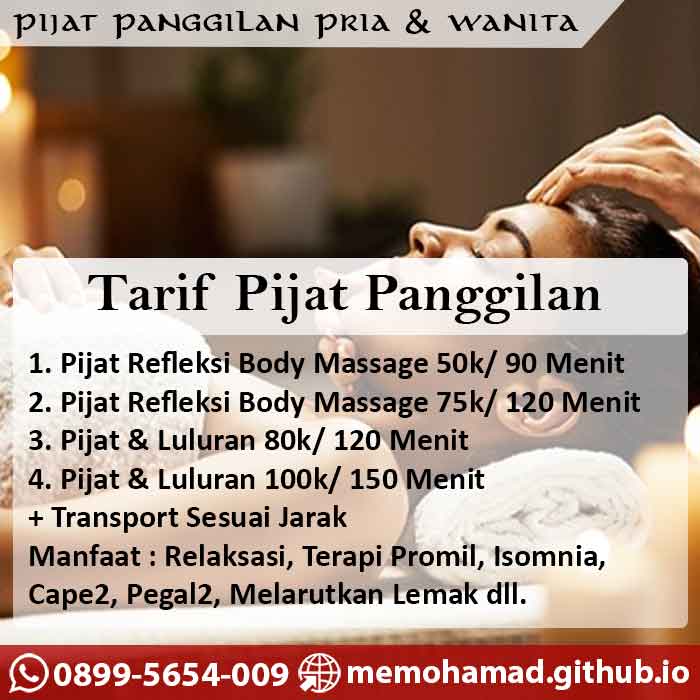 PIJAT PANGGILAN PRIA & WANITA
Tarif Pijat Panggilan
1. Pijat Refleksi Body Massage 50k/ 90 Menit
2. Pijat Refleksi Body Massage 75k/ 120 Menit
3. Pijat & Luluran 80k/ 120 Menit
4. Pijat & Luluran 100k/ 150 Menit
+ Transport Sesuai Jarak
Manfaat : Relaksasi, Terapi Promil, Isomnia,
Cape2, Pegal2, Melarutkan Lemak dll.
0899-5654-009 memohamad.github.io